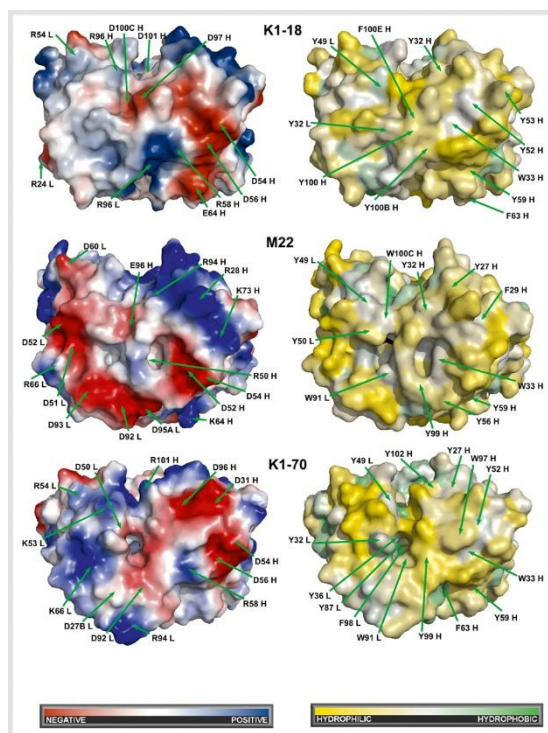 K1-18
R54 L
D100C H
R96 H
D101 H
D97 H
R24 L
R96 L
E64 H
R58 H
D56 H
D54 H
Y49 L
F100E H
Y32 H
Y32 L
Y53 H
Y52 H
W33 H
Y100 H
Y100B H
Y59 H
F63 H
M22
D60 L
E96 H
R94 H
R28 H
K73 H
D52 L
R66 L
D51 L
D93 L
D92 L
D95A L
K64 H
D52 H
D54 H
R50 H
Y49 L
W100C H
Y32 H
Y27 H
F29 H
Y50 L
W91 L
Y99 H
Y56 H
Y59 H
W33 H
K1-70
D50 L
R101 H
D96 H
D31 H
R54 L
K53 L
K66 L
D27B L
D92 L
R94 L
R58 H
D56 H
D54 H
Y49 L
Y102 H
Y27 H
W97 H
Y52 H
Y32 L
Y36 L
Y87 L
F98 L
W91 L
Y99 H
F63 H
Y59 H
W33 H
NEGATIVE POSITIVE
HYDROPHILIC HYDROPHOBIC